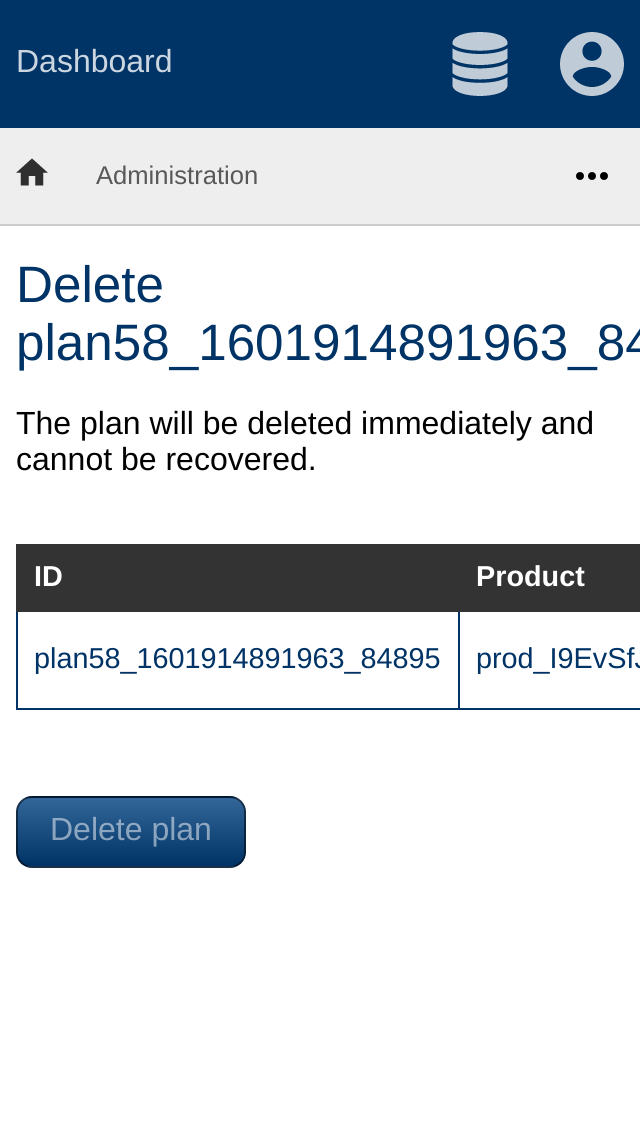 Dashboard
Administration
Delete
plan58_1601914891963_84
The plan will be deleted immediately and
cannot be recovered.
ID Product
plan58_1601914891963_84895 prod_I9EvSfJ
Delete plan